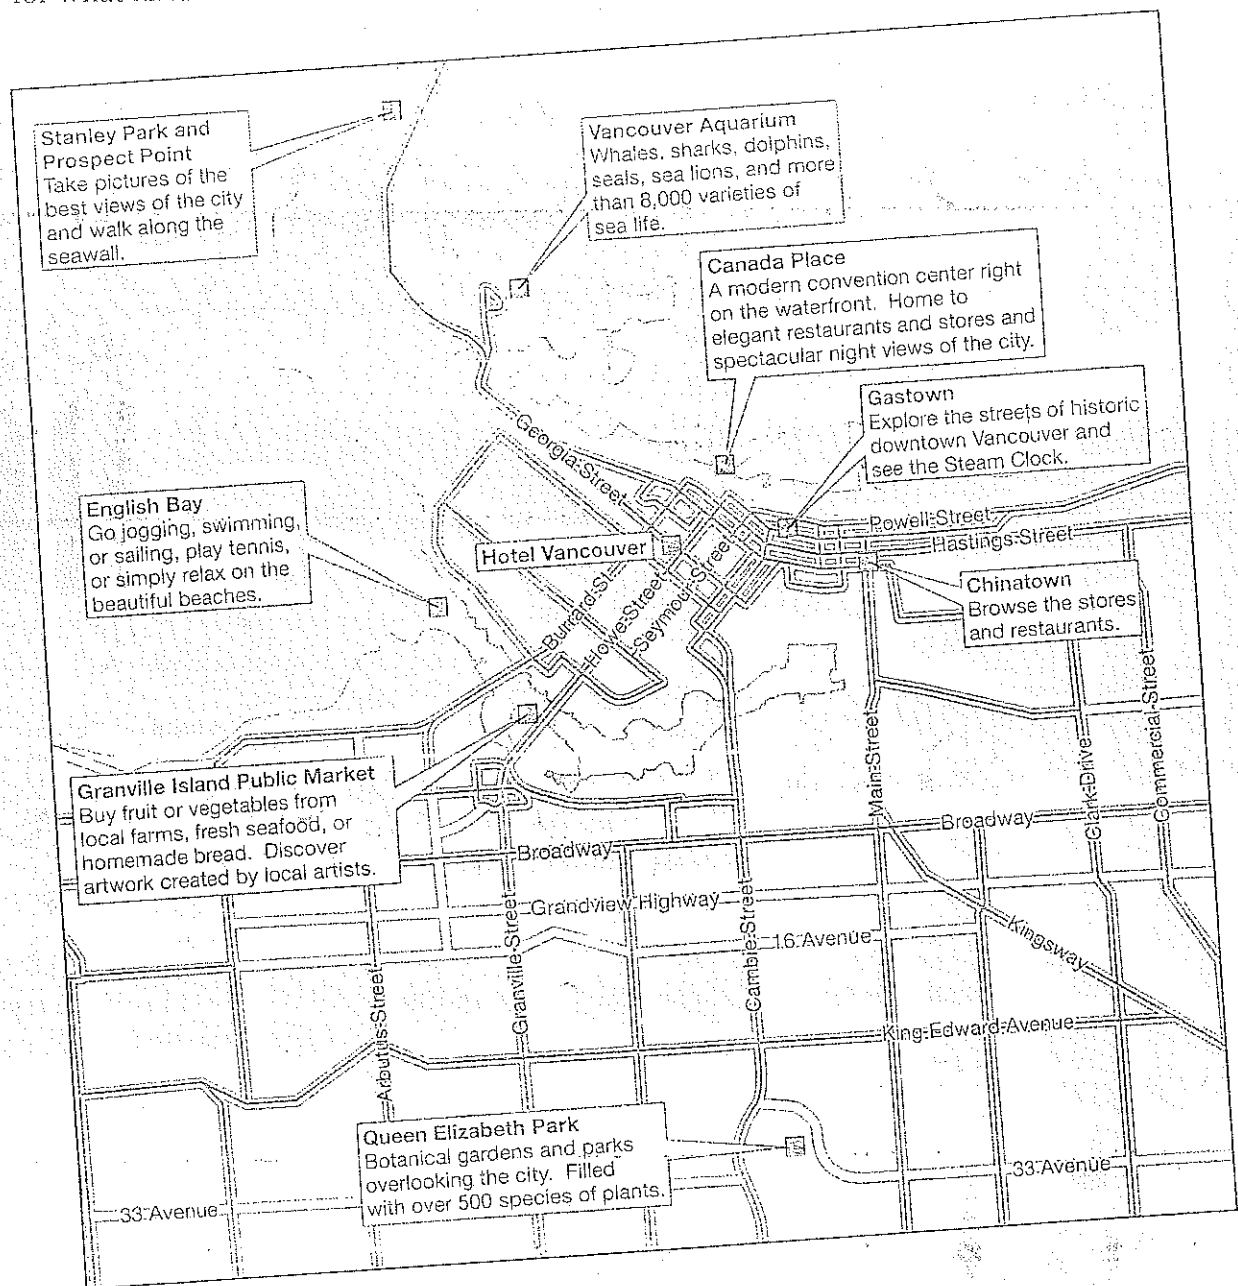 Stanley Park and
Prospect Point
Take pictures of the
best views of the city
and walk along the
seawall.
Vancouver Aquarium
Whales, sharks, dolphins,
seals, sea lions, and more
than 8,000 varieties of
sea life.
Canada Place
A modern convention center right
on the waterfront. Home to
elegant restaurants and stores and
spectacular night views of the city.
Gastown
Explore the streets of historic
downtown Vancouver and
see the Steam Clock.
English Bay
Go jogging, swimming,
or sailing, play tennis,
or simply relax on the
beautiful beaches.
Georgia Street
Hotel Vancouver
Powell Street
Hastings Street
Chinatown
Browse the stores
and restaurants.
Burrard St
Howe Street
Seymour Street
Main Street
Clark Drive
Commercial Street
Granville Island Public Market
Buy fruit or vegetables from
local farms, fresh seafood, or
homemade bread. Discover
artwork created by local artists.
Broadway
Broadway
Grandview Highway
16 Avenue
Kingsway
Arbutus Street
Granville Street
Cambie Street
King Edward Avenue
Queen Elizabeth Park
Botanical gardens and parks
overlooking the city. Filled
with over 500 species of plants.
33 Avenue
33 Avenue